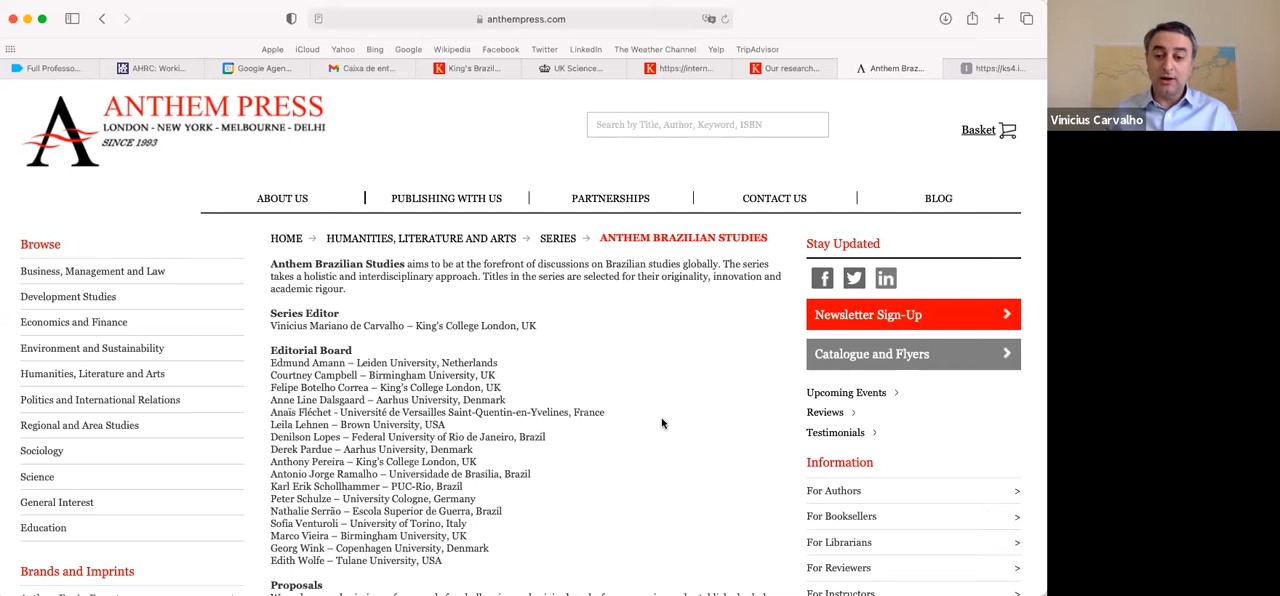 anthempress.com
Apple
iCloud
Yahoo
Bing
Google
Wikipedia
Facebook
Twitter
LinkedIn
The Weather Channel
Yelp
TripAdvisor
Full Professo...
AHRC: Worki...
Google Agen...
Caixa de ent...
King's Brazil...
UK Science...
https://intern...
Our research...
Anthem Braz...
https://ks4.i...
ANTHEM PRESS
LONDON - NEW YORK - MELBOURNE - DELHI
SINCE 1993
Search by Title, Author, Keyword, ISBN
Basket
Vinicius Carvalho
ABOUT US
PUBLISHING WITH US
PARTNERSHIPS
CONTACT US
BLOG
Browse
Business, Management and Law
Development Studies
Economics and Finance
Environment and Sustainability
Humanities, Literature and Arts
Politics and International Relations
Regional and Area Studies
Sociology
Science
General Interest
Education
Brands and Imprints
HOME → HUMANITIES, LITERATURE AND ARTS → SERIES → ANTHEM BRAZILIAN STUDIES
Anthem Brazilian Studies aims to be at the forefront of discussions on Brazilian studies globally. The series
takes a holistic and interdisciplinary approach. Titles in the series are selected for their originality, innovation and
academic rigour.
Series Editor
Vinicius Mariano de Carvalho – King's College London, UK
Editorial Board
Edmund Amann – Leiden University, Netherlands
Courtney Campbell – Birmingham University, UK
Felipe Botelho Correa – King's College London, UK
Anne Line Dalsgaard – Aarhus University, Denmark
Anaïs Fléchet - Université de Versailles Saint-Quentin-en-Yvelines, France
Leila Lehnen – Brown University, USA
Denilson Lopes – Federal University of Rio de Janeiro, Brazil
Derek Pardue – Aarhus University, Denmark
Anthony Pereira – King's College London, UK
Antonio Jorge Ramalho – Universidade de Brasília, Brazil
Karl Erik Schollhammer – PUC-Rio, Brazil
Peter Schulze – University Cologne, Germany
Nathalie Serrão – Escola Superior de Guerra, Brazil
Sofia Venturoli – University of Torino, Italy
Marco Vieira – Birmingham University, UK
Georg Wink – Copenhagen University, Denmark
Edith Wolfe – Tulane University, USA
Proposals
Stay Updated
Newsletter Sign-Up
Catalogue and Flyers
Upcoming Events
Reviews
Testimonials
Information
For Authors
For Booksellers
For Librarians
For Reviewers
For Instructors